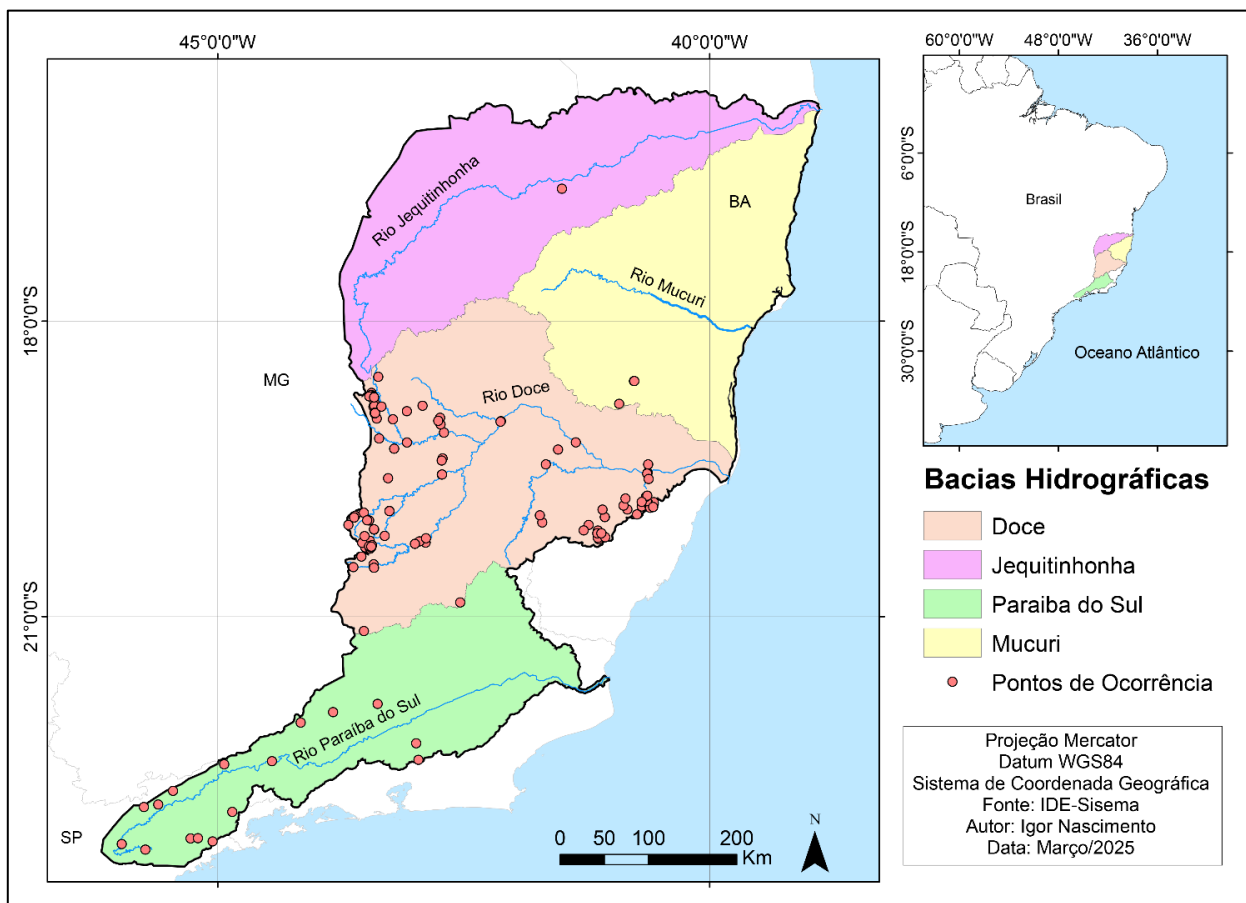 45°0'0"W
40°0'0"W
18°0'0"S
21°0'0"S
Rio Jequitinhonha
BA
Rio Mucuri
MG
Rio Doce
Rio Paraíba do Sul
SP
0 50 100 200
Km
N
60°0'0"W
48°0'0"W
36°0'0"W
6°0'0"S
18°0'0"S
30°0'0"S
Brasil
Oceano Atlântico
Bacias Hidrográficas
Doce
Jequitinhonha
Paraiba do Sul
Mucuri
Pontos de Ocorrência
Projeção Mercator
Datum WGS84
Sistema de Coordenada Geográfica
Fonte: IDE-Sisema
Autor: Igor Nascimento
Data: Março/2025